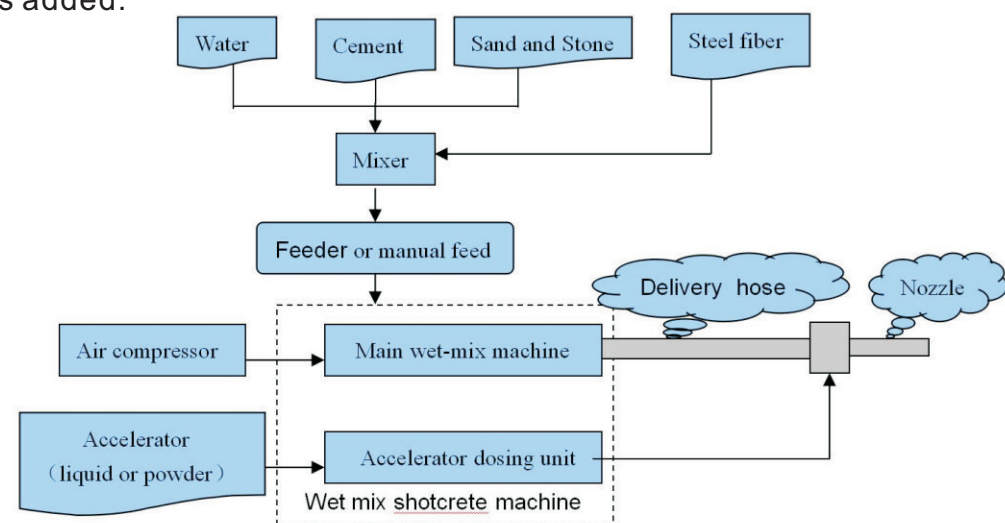 s added.
Water
Cement
Sand and Stone
Steel fiber
Mixer
Feeder or manual feed
Delivery hose
Nozzle
Air compressor
Main wet-mix machine
Accelerator
（liquid or powder）
Accelerator dosing unit
Wet mix shotcrete machine